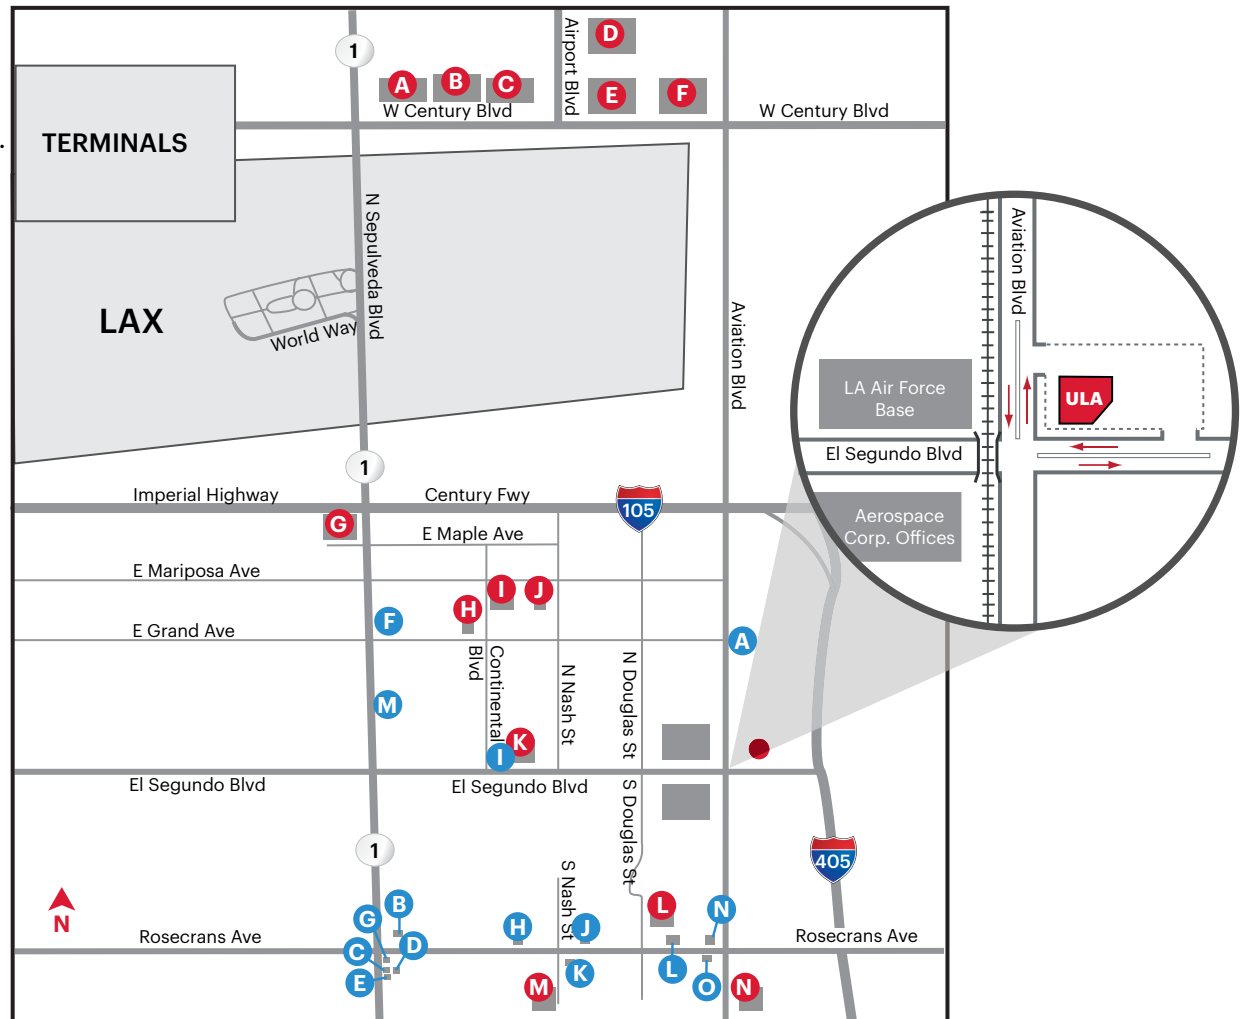 D
1
Airport Blvd
A
B
C
E
F
W Century Blvd
W Century Blvd
TERMINALS
N Sepulveda Blvd
LAX
World Way
Aviation Blvd
Aviation Blvd
LA Air Force
Base
ULA
El Segundo Blvd
Aerospace
Corp. Offices
1
Imperial Highway
Century Fwy
105
G
E Maple Ave
E Mariposa Ave
I
J
H
F
E Grand Ave
A
Continental
Blvd
N Nash St
N Douglas St
M
K
I
El Segundo Blvd
El Segundo Blvd
S Douglas St
1
405
S Nash St
N
B
G
H
J
L
N
D
Rosecrans Ave
Rosecrans Ave
C
E
K
L
M
O
N